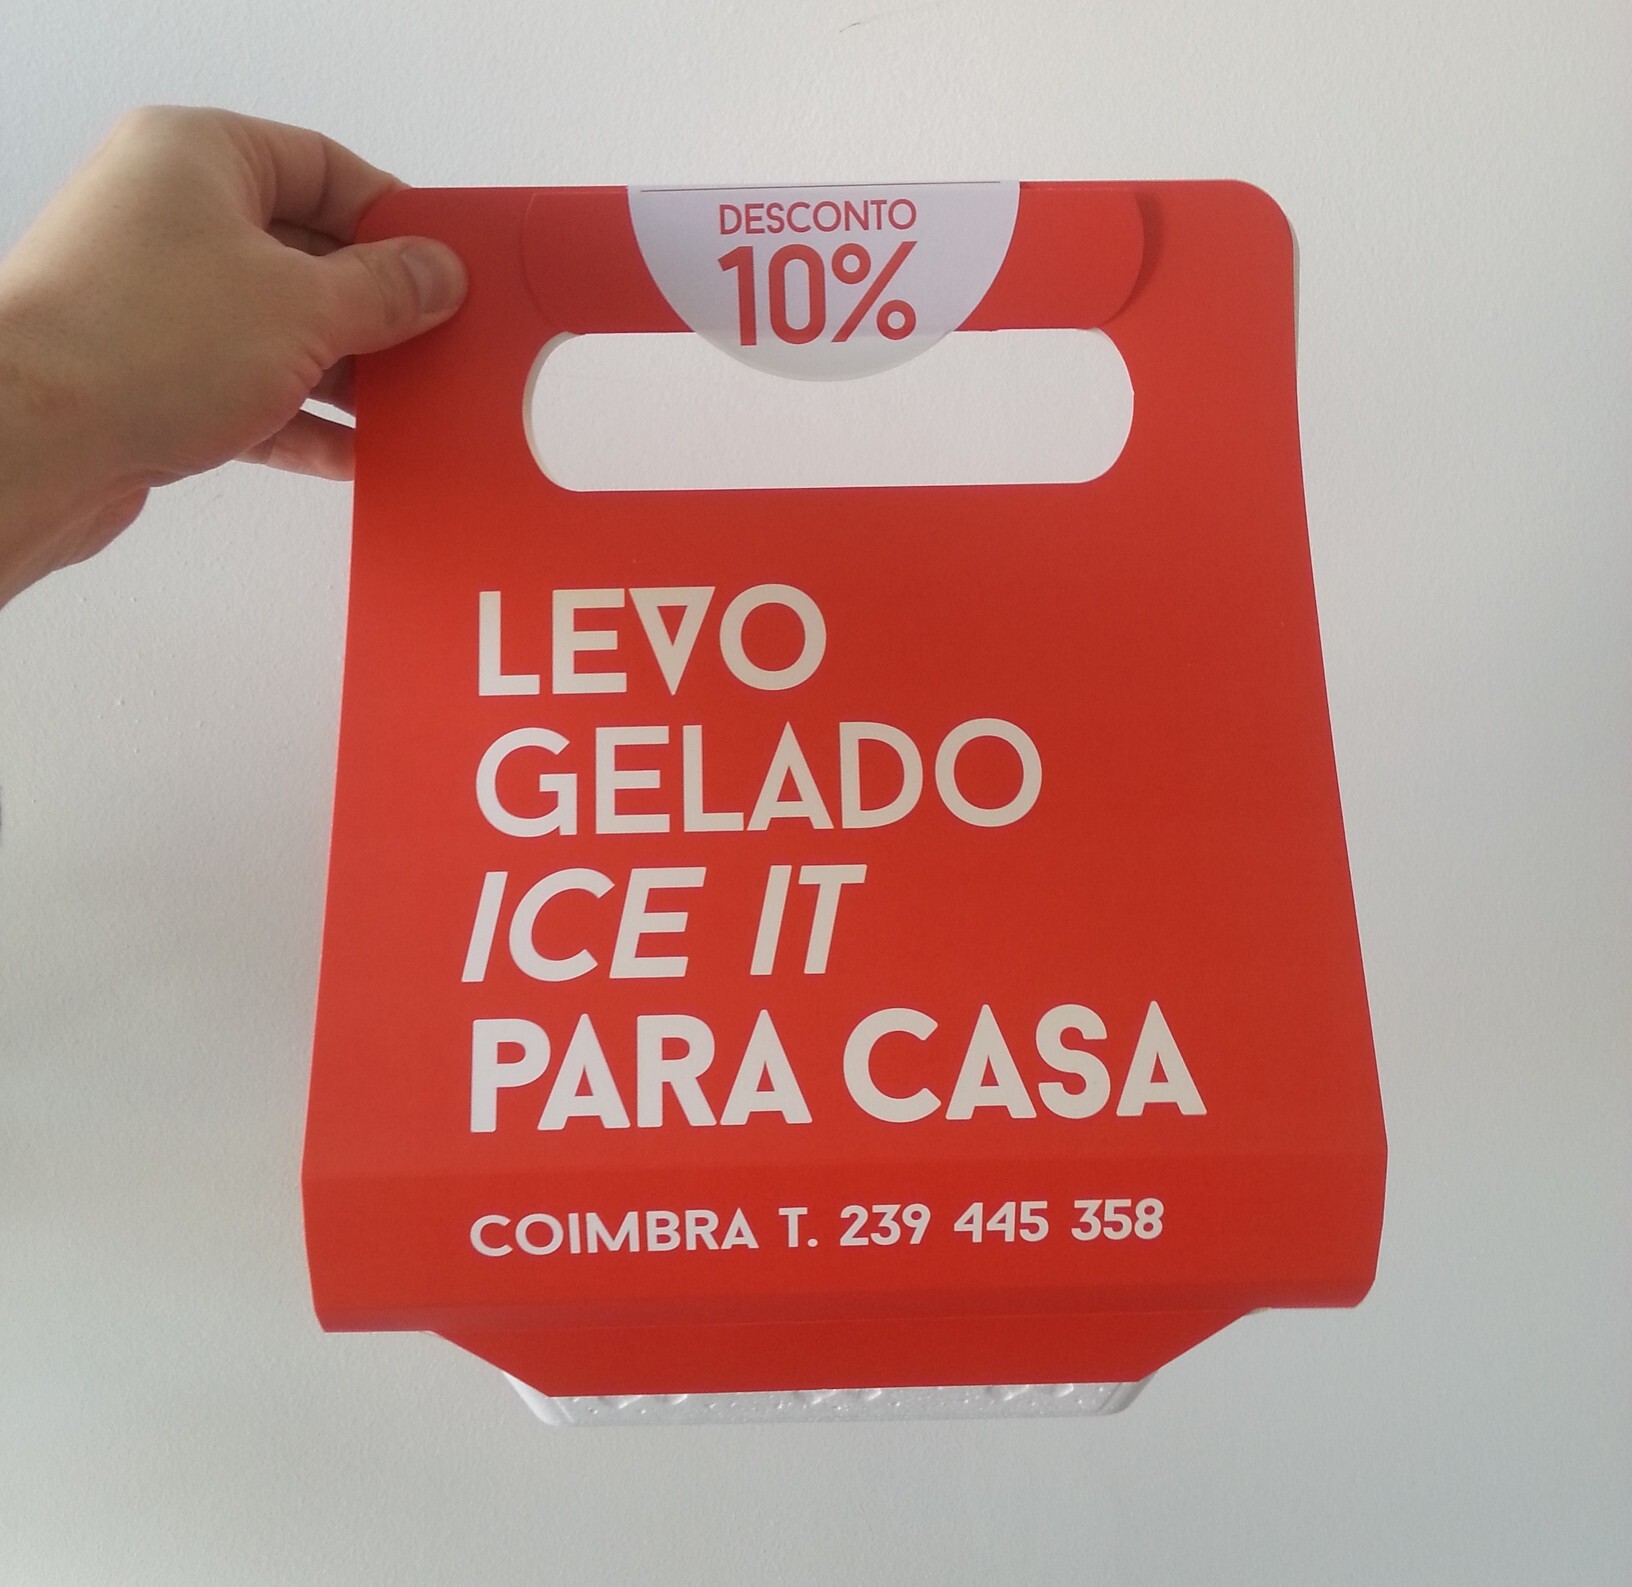 DESCONTO
10%
LEVO
GELADO
ICE IT
PARA CASA
COIMBRA T. 239 445 358